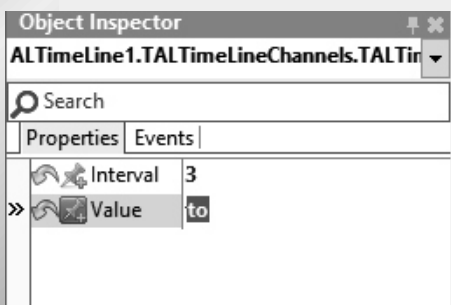 Object Inspector
ALTimeLine1.TALTimeLineChannels.TALTin
Search
Properties Events
Interval 3
» Value to